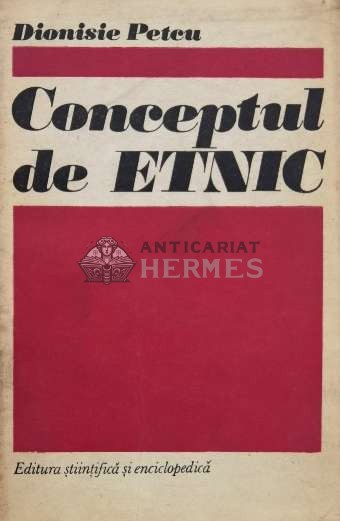 Dionisie Petcu
Conceptul
de ETNIC
ANTICARIAT
HERMES
Editura științifică și enciclopedică